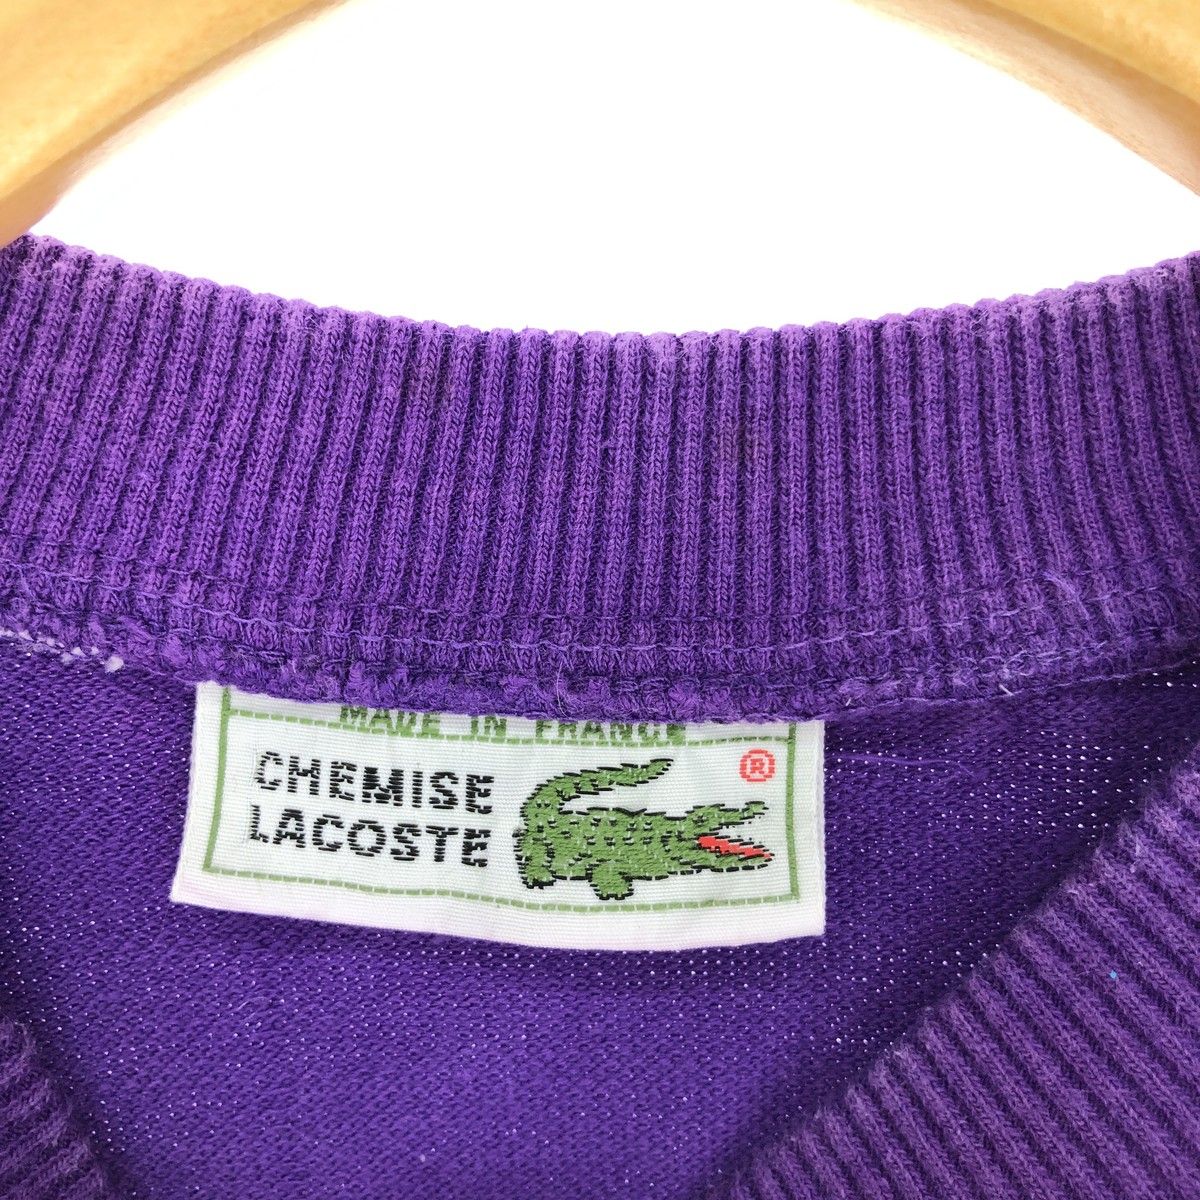 MADE IN FRANCE
CHEMISE
LACOSTE
®